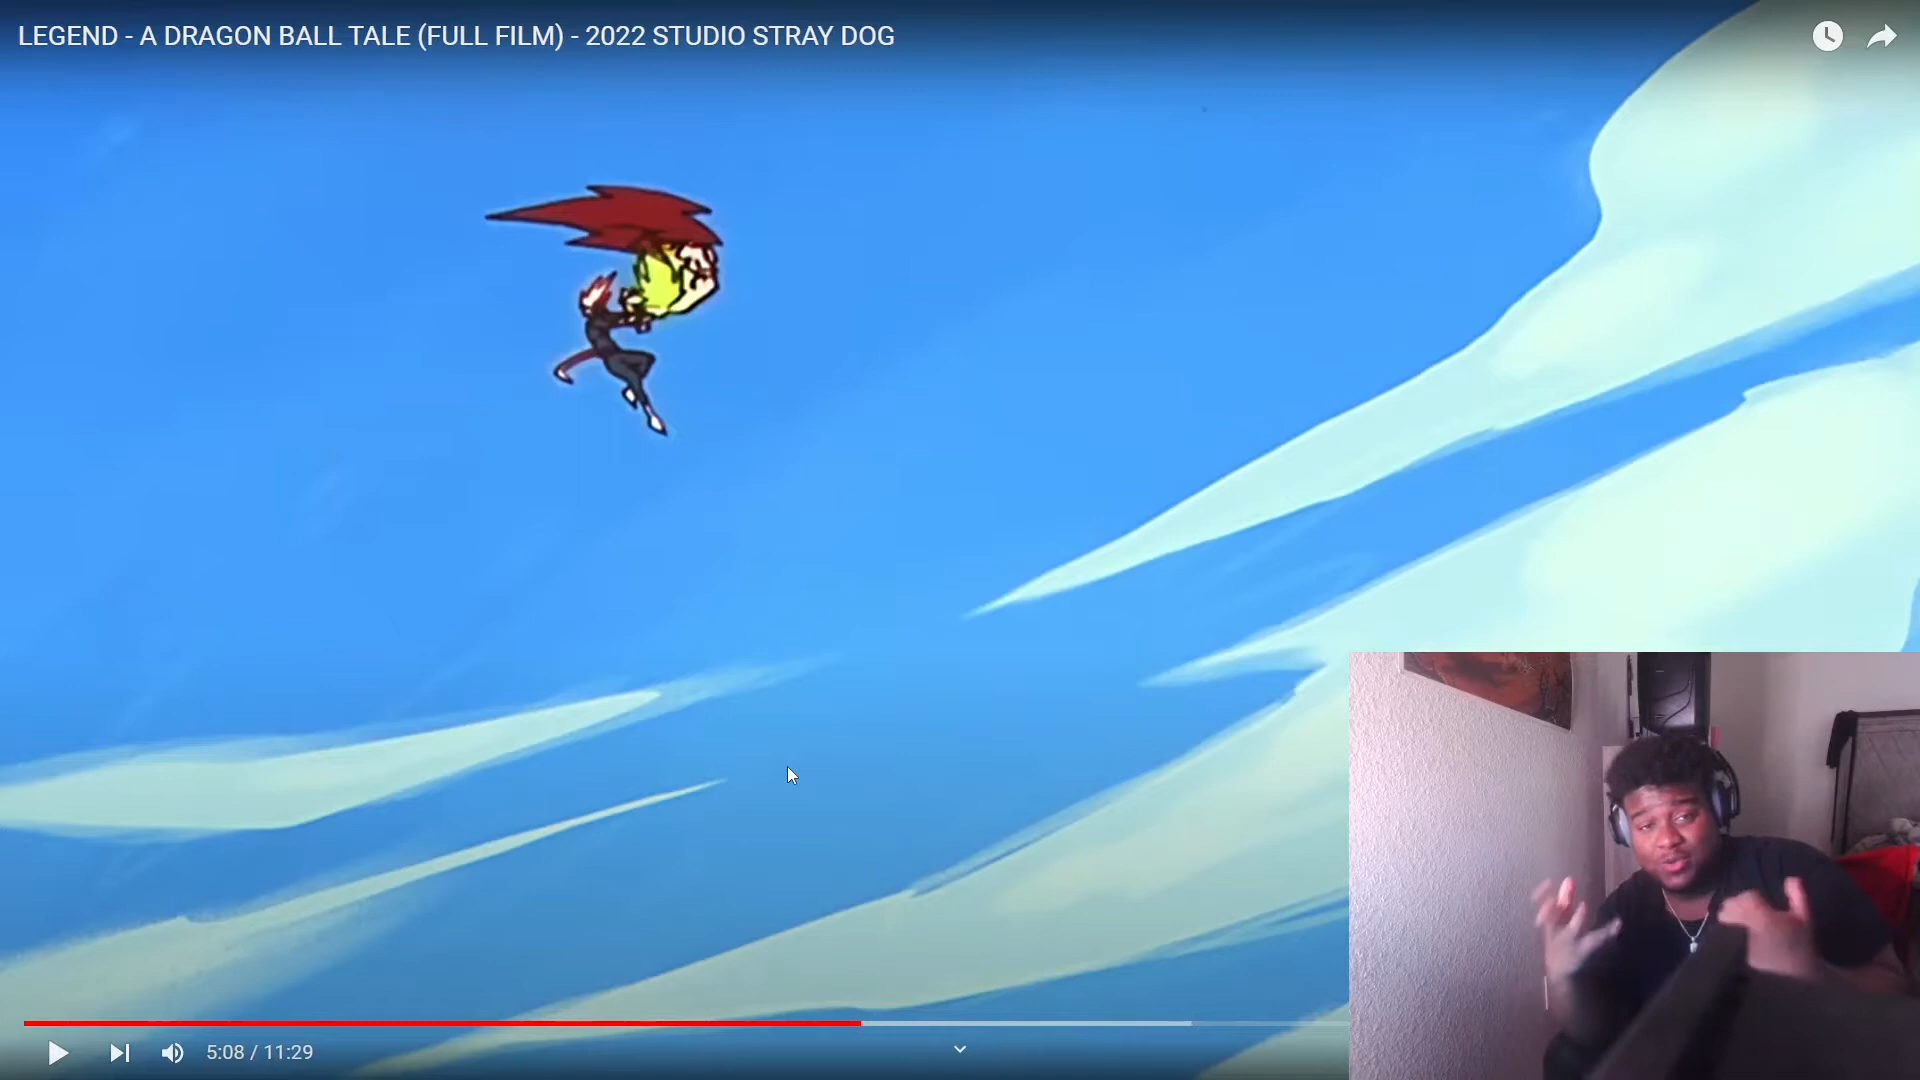 LEGEND - A DRAGON BALL TALE (FULL FILM) - 2022 STUDIO STRAY DOG
5:08 / 11:29